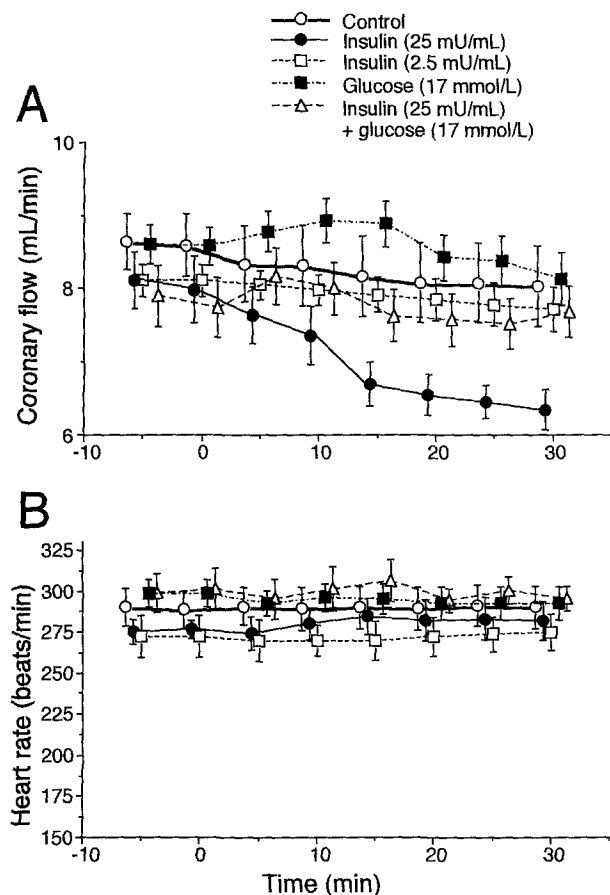 Control
Insulin (25 mU/mL)
Insulin (2.5 mU/mL)
Glucose (17 mmol/L)
Insulin (25 mU/mL)
+ glucose (17 mmol/L)
A
10
8
6
Coronary flow (mL/min)
-10 0 10 20 30
B
325
300
275
250
225
200
175
150
Heart rate (beats/min)
-10 0 10 20 30
Time (min)